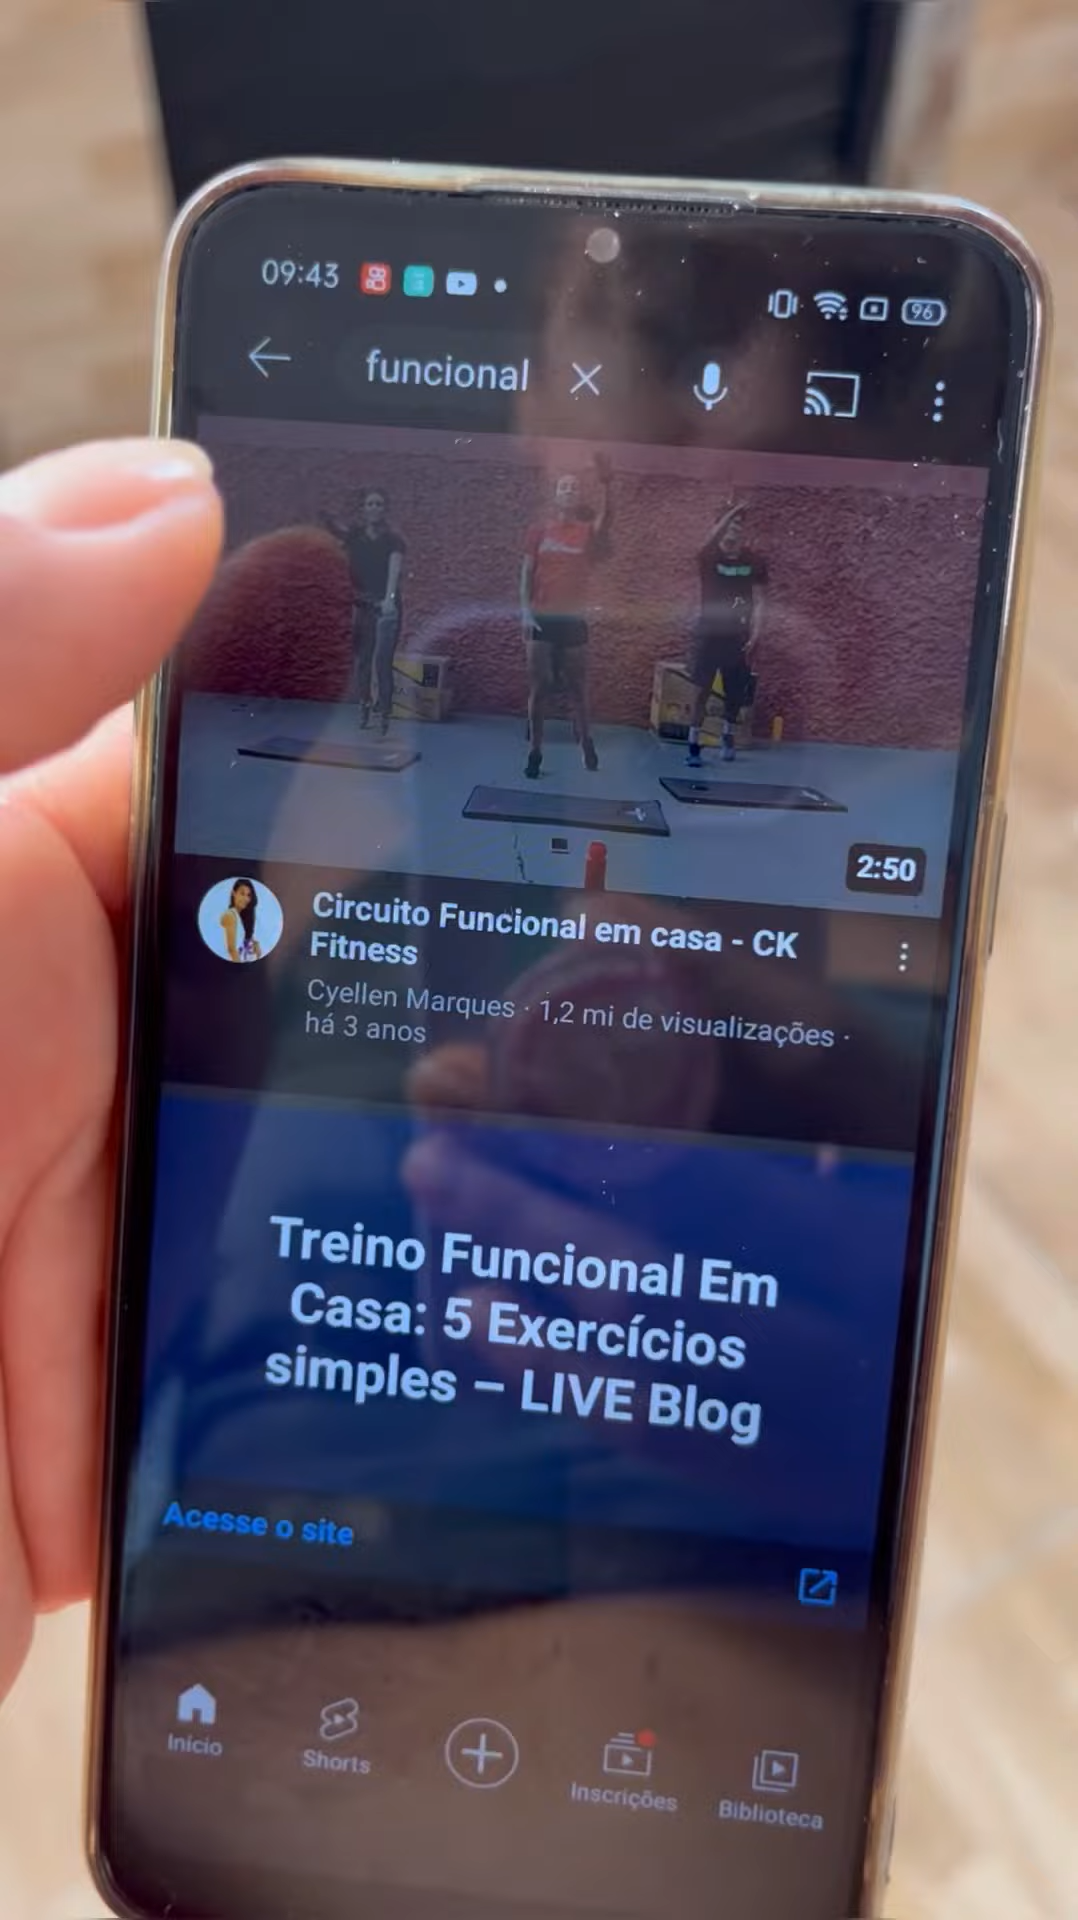 09:43
96
funcional
2:50
Circuito Funcional em casa - CK
Fitness
Cyellen Marques · 1,2 mi de visualizações ·
há 3 anos
Treino Funcional Em
Casa: 5 Exercícios
simples – LIVE Blog
Acesse o site
Início
Shorts
Inscrições
Biblioteca